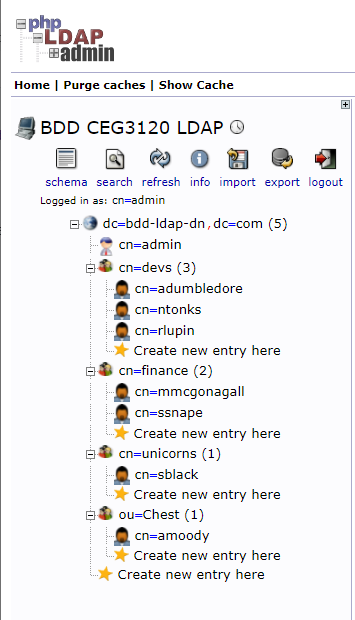 php
LDAP
admin
Home | Purge caches | Show Cache
BDD CEG3120 LDAP
schema search refresh info import export logout
Logged in as: cn=admin
dc=bdd-ldap-dn,dc=com (5)
cn=admin
cn=devs (3)
cn=adumbledore
cn=ntonks
cn=rlupin
Create new entry here
cn=finance (2)
cn=mmcgonagall
cn=ssnape
Create new entry here
cn=unicorns (1)
cn=sblack
Create new entry here
ou=Chest (1)
cn=amoody
Create new entry here
Create new entry here